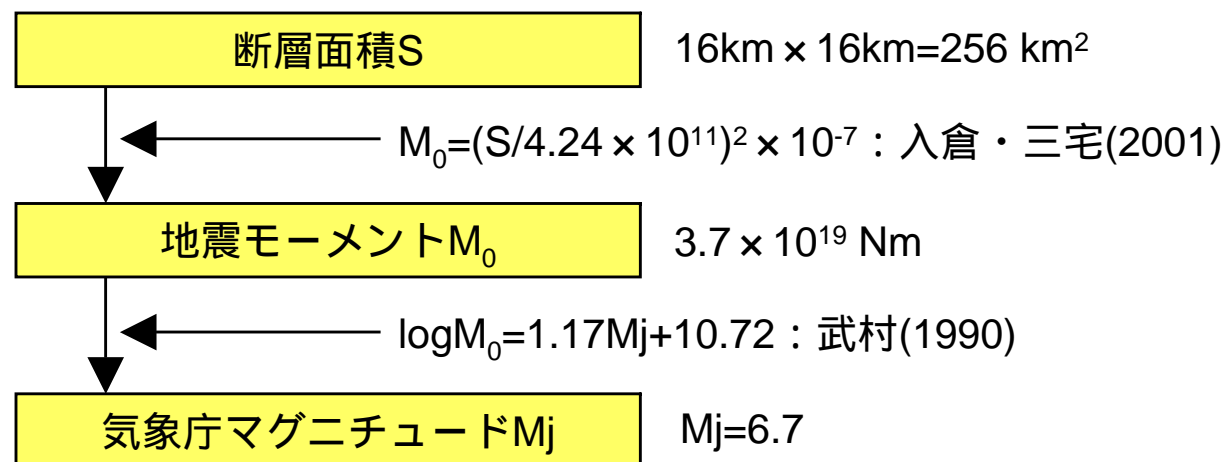 断層面積S 16km×16km=256 km²
M₀=(S/4.24×10¹¹)²×10⁻⁷：入倉・三宅(2001)
地震モーメントM₀ 3.7×10¹⁹ Nm
logM₀=1.17Mj+10.72：武村(1990)
気象庁マグニチュードMj Mj=6.7